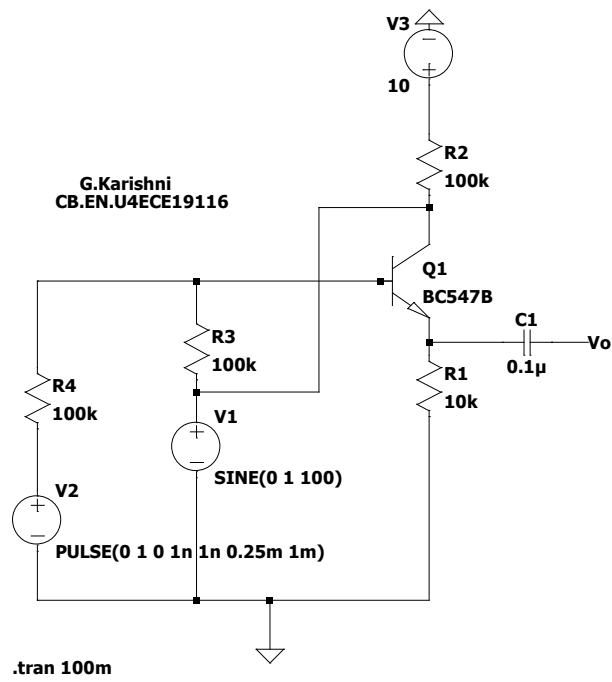 V3
10
R2
100k
G.Karishni
CB.EN.U4ECE19116
Q1
BC547B
R3
100k
C1
0.1µ
Vo
R4
100k
R1
10k
V1
SINE(0 1 100)
V2
PULSE(0 1 0 1n 1n 0.25m 1m)
.tran 100m